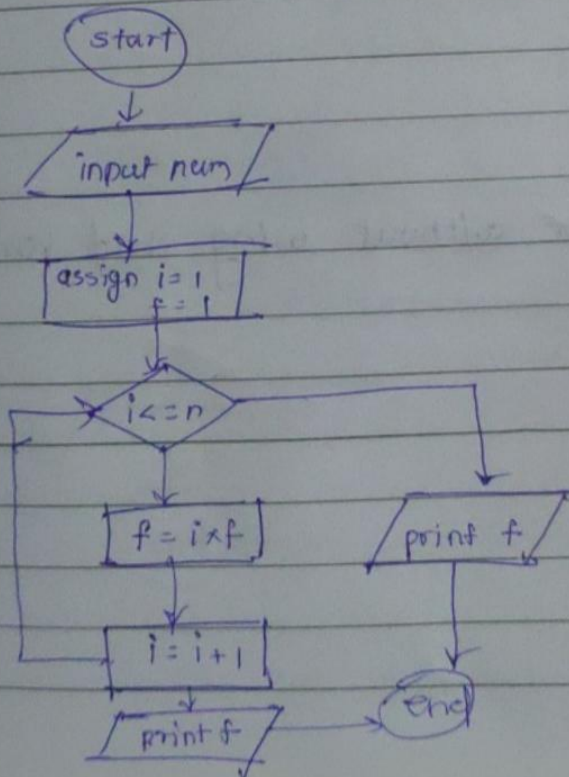 start
input num
assign i = 1
f = 1
i <= n
f = i × f
print f
i = i + 1
print f
end